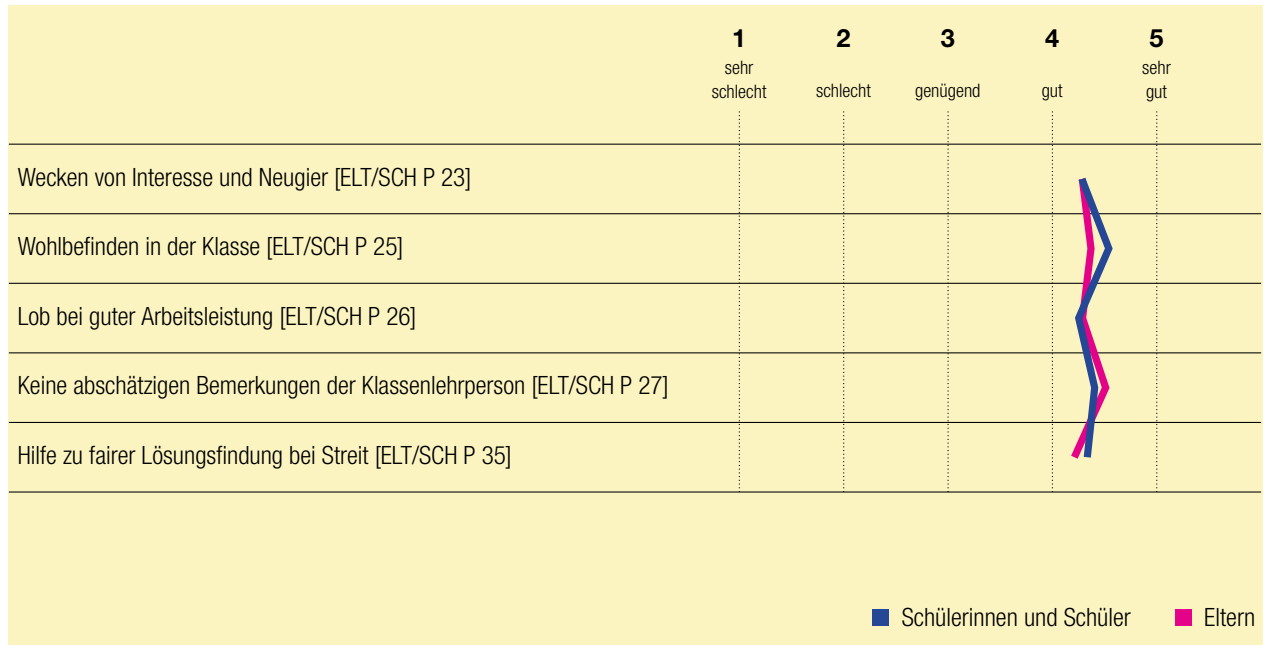 1 2 3 4 5
sehr schlecht schlecht genügend gut sehr gut
Wecken von Interesse und Neugier [ELT/SCH P 23]
Wohlbefinden in der Klasse [ELT/SCH P 25]
Lob bei guter Arbeitsleistung [ELT/SCH P 26]
Keine abschätzigen Bemerkungen der Klassenlehrperson [ELT/SCH P 27]
Hilfe zu fairer Lösungsfindung bei Streit [ELT/SCH P 35]
Schülerinnen und Schüler Eltern